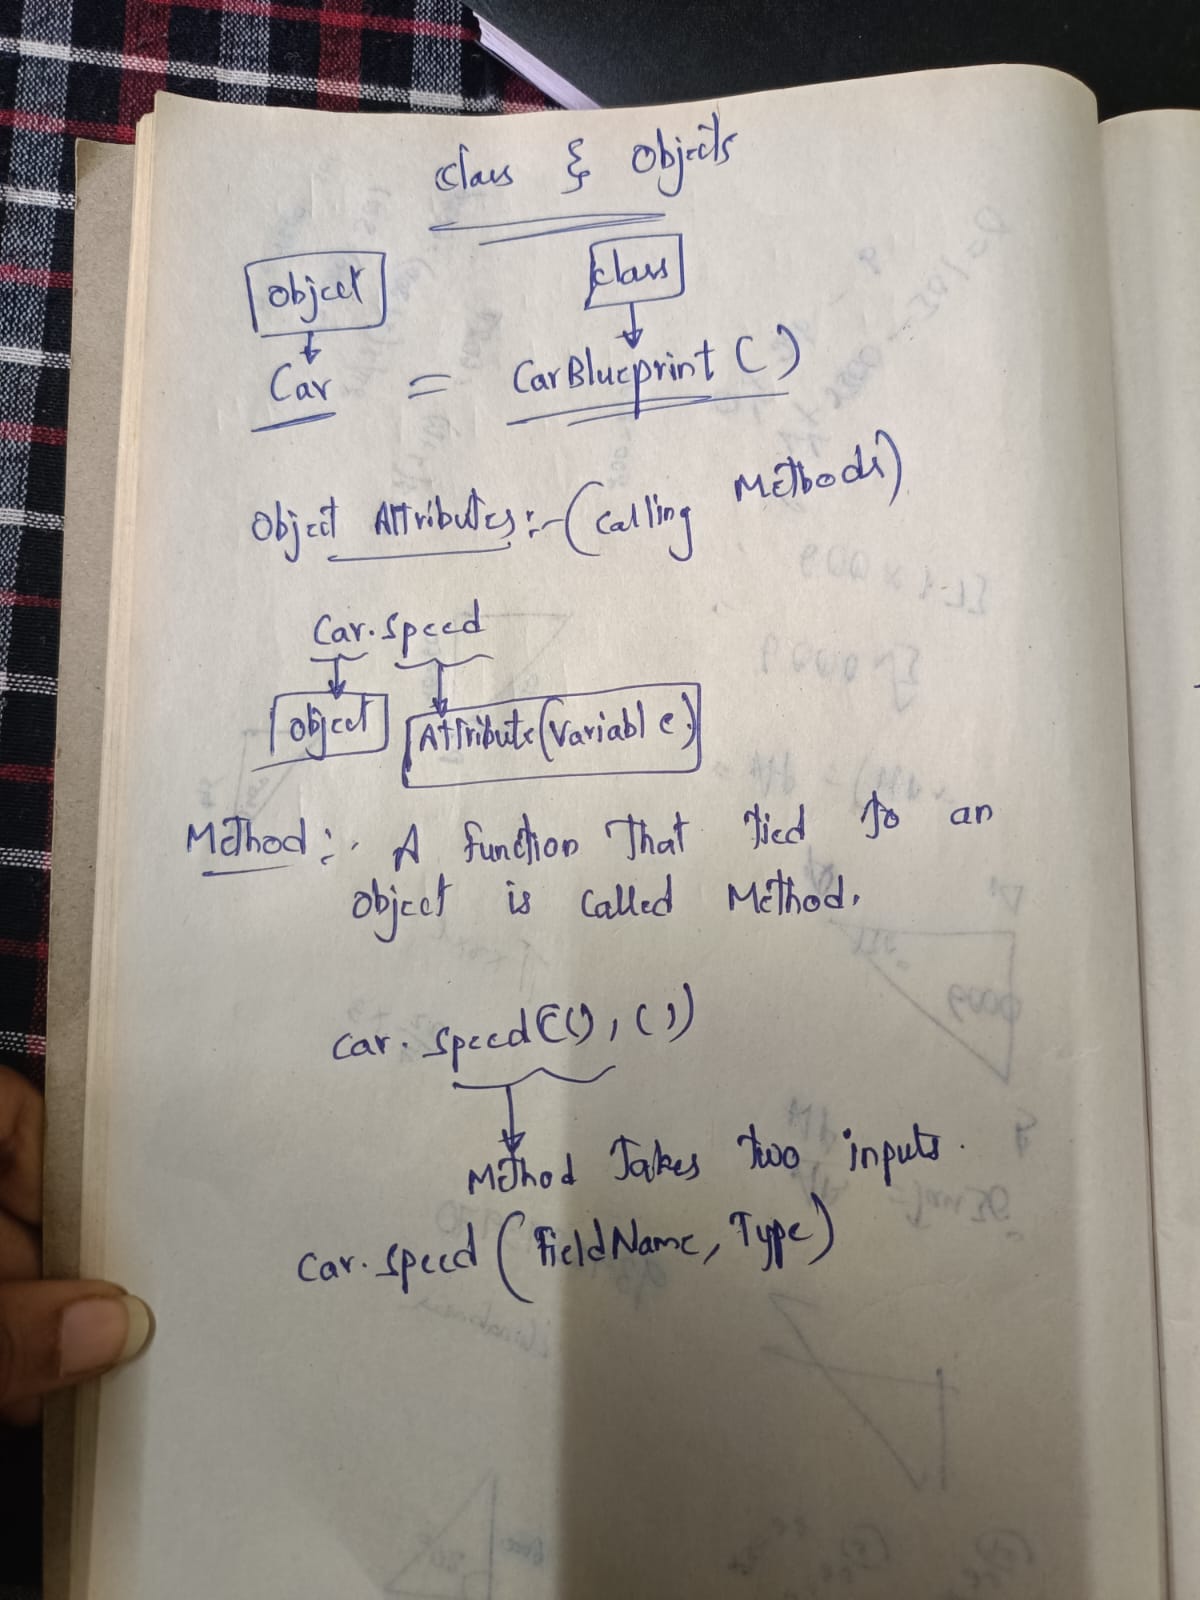 Class & Objects
Object
Class
Car = CarBlueprint ( )
Object Attributes :- (Calling Methods)
Car.Speed
Object
Attribute (Variable)
Method :- A function That Tied To an
Object is Called Method.
Car. Speed ((), ( ))
Method Takes Two inputs.
Car.Speed (FieldName, Type)